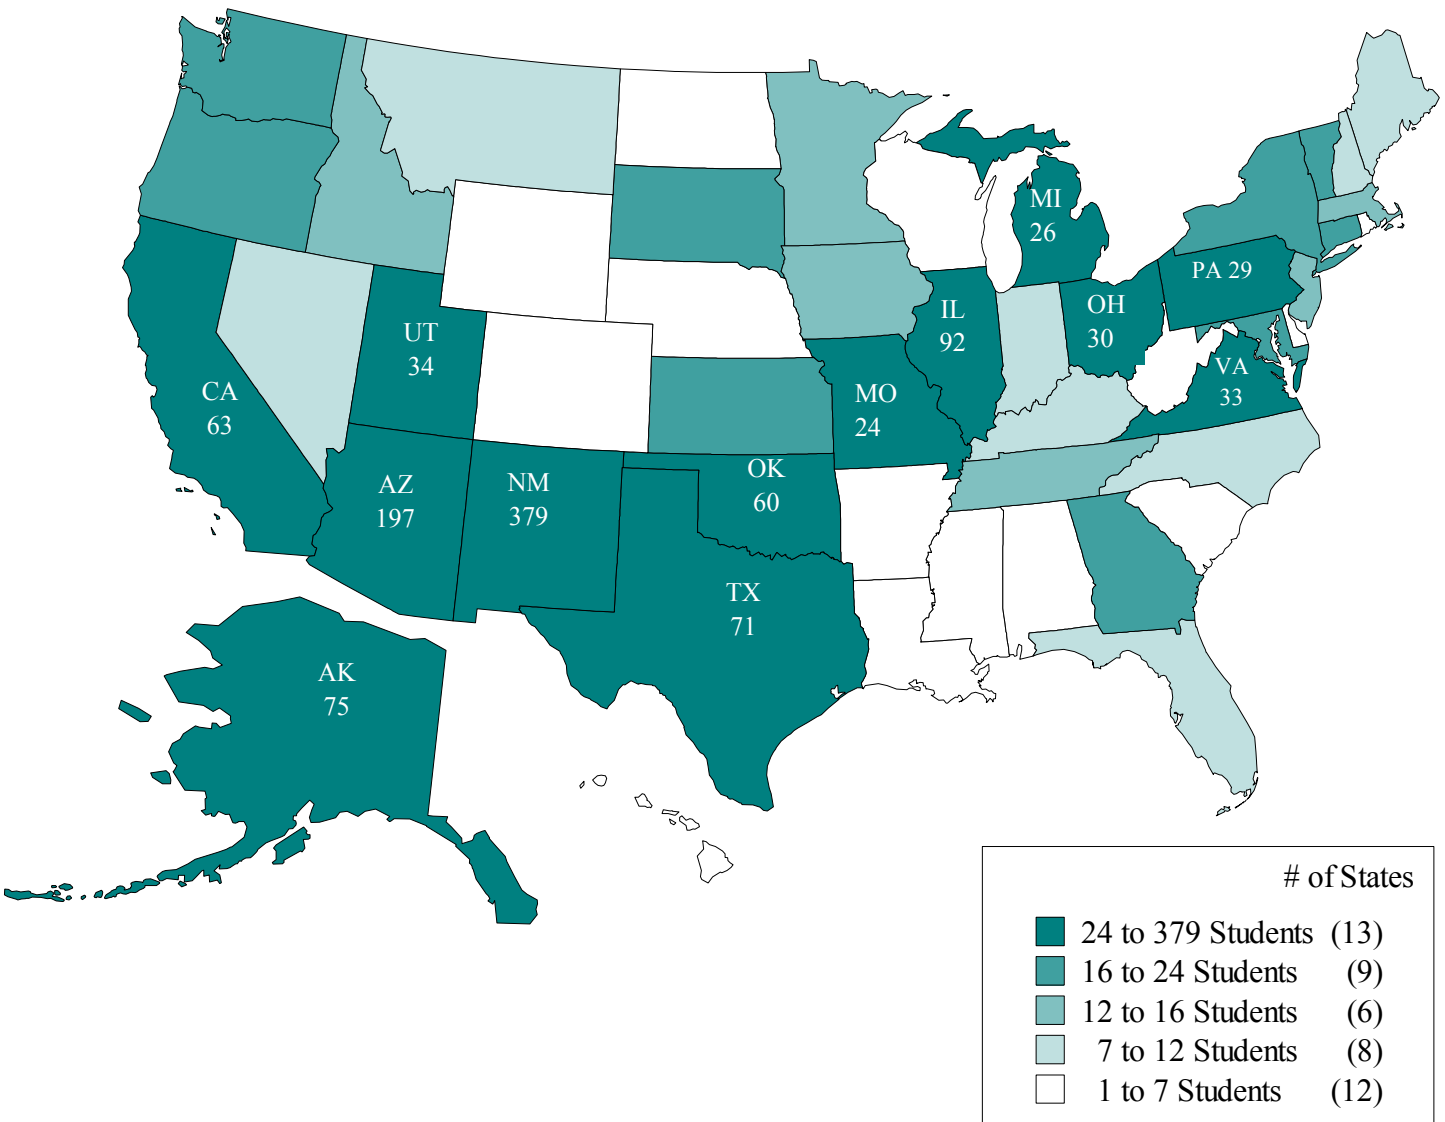 MI
26
PA 29
IL
92
OH
30
UT
34
VA
33
CA
63
MO
24
OK
60
AZ
197
NM
379
TX
71
AK
75
# of States
24 to 379 Students (13)
16 to 24 Students (9)
12 to 16 Students (6)
7 to 12 Students (8)
1 to 7 Students (12)